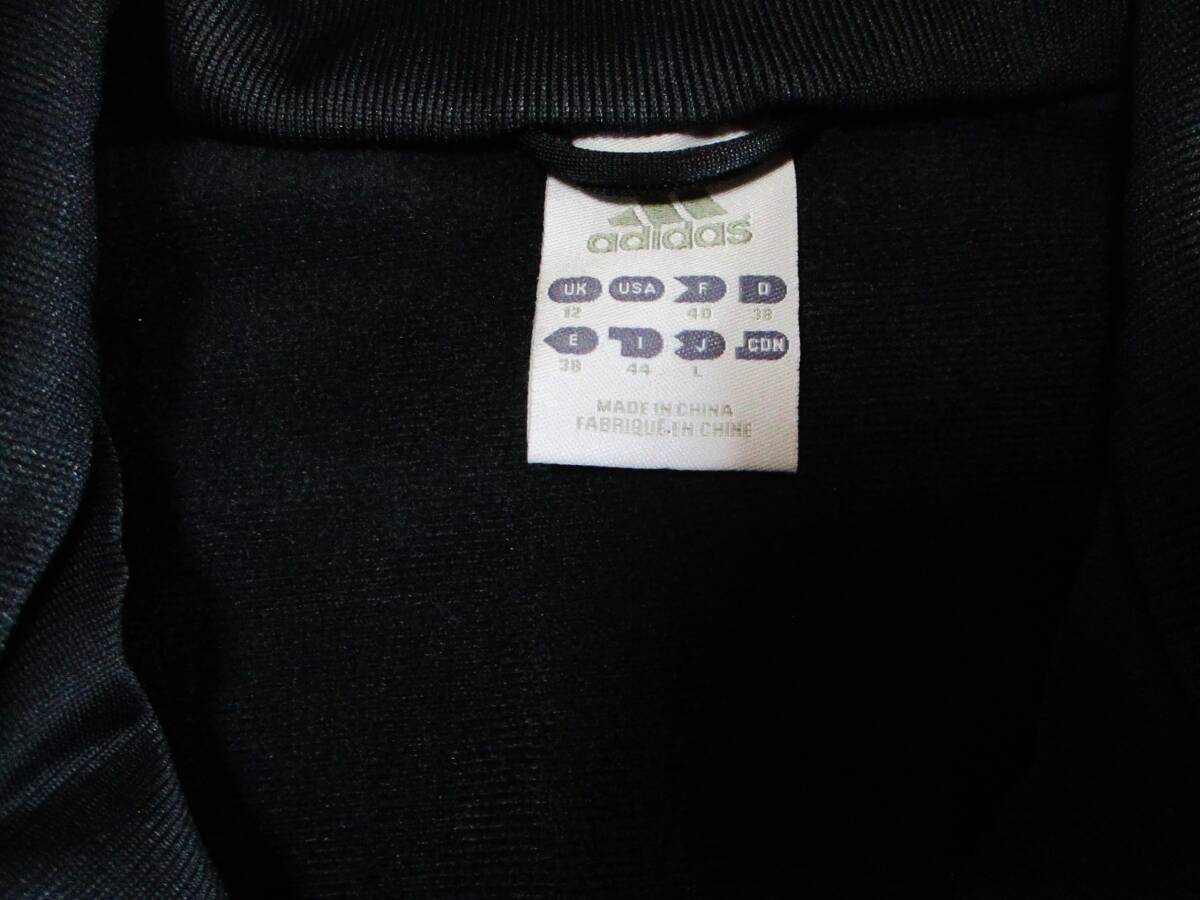 adidas
UK USA F D
12 40 38
E I J CDN
38 44 L
MADE IN CHINA
FABRIQUE EN CHINE